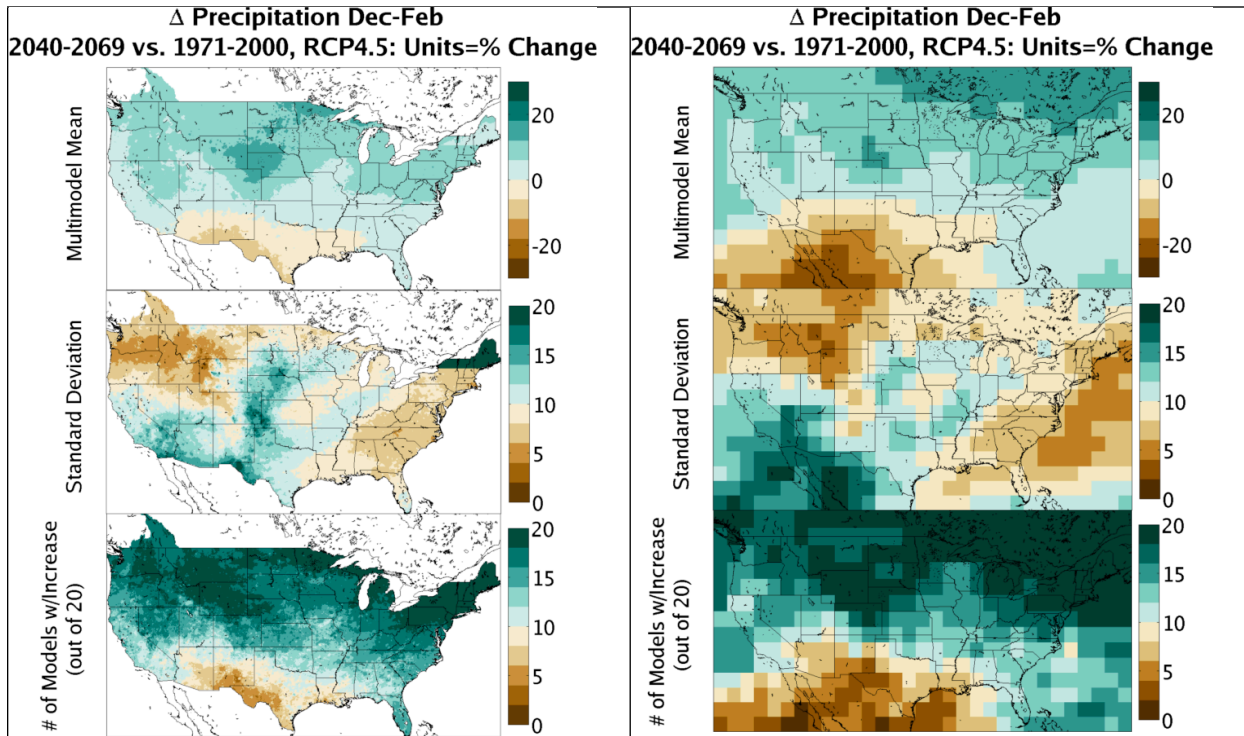 Δ Precipitation Dec-Feb
2040-2069 vs. 1971-2000, RCP4.5: Units=% Change
Multimodel Mean
20
0
-20
Standard Deviation
20
15
10
5
0
# of Models w/Increase
(out of 20)
20
15
10
5
0
Δ Precipitation Dec-Feb
2040-2069 vs. 1971-2000, RCP4.5: Units=% Change
Multimodel Mean
20
0
-20
Standard Deviation
20
15
10
5
0
# of Models w/Increase
(out of 20)
20
15
10
5
0